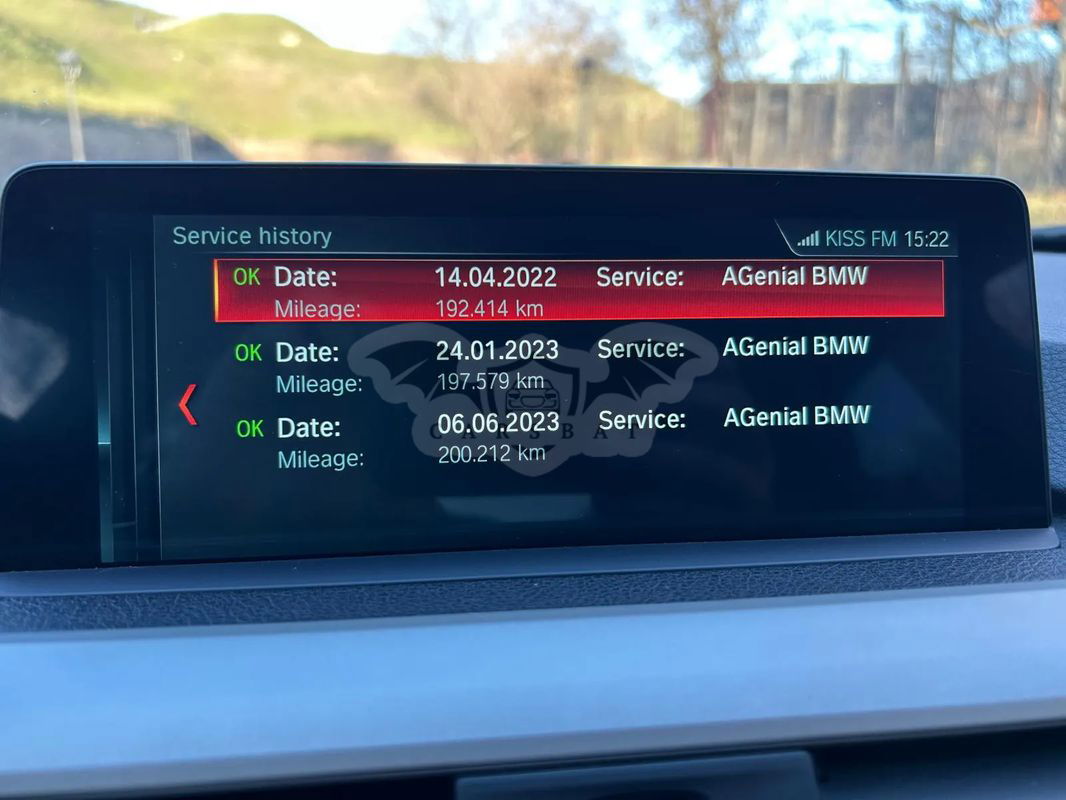 Service history
KISS FM 15:22
OK Date: 14.04.2022 Service: AGenial BMW
Mileage: 192.414 km
OK Date: 24.01.2023 Service: AGenial BMW
Mileage: 197.579 km
OK Date: 06.06.2023 Service: AGenial BMW
CARSBAT
Mileage: 200.212 km